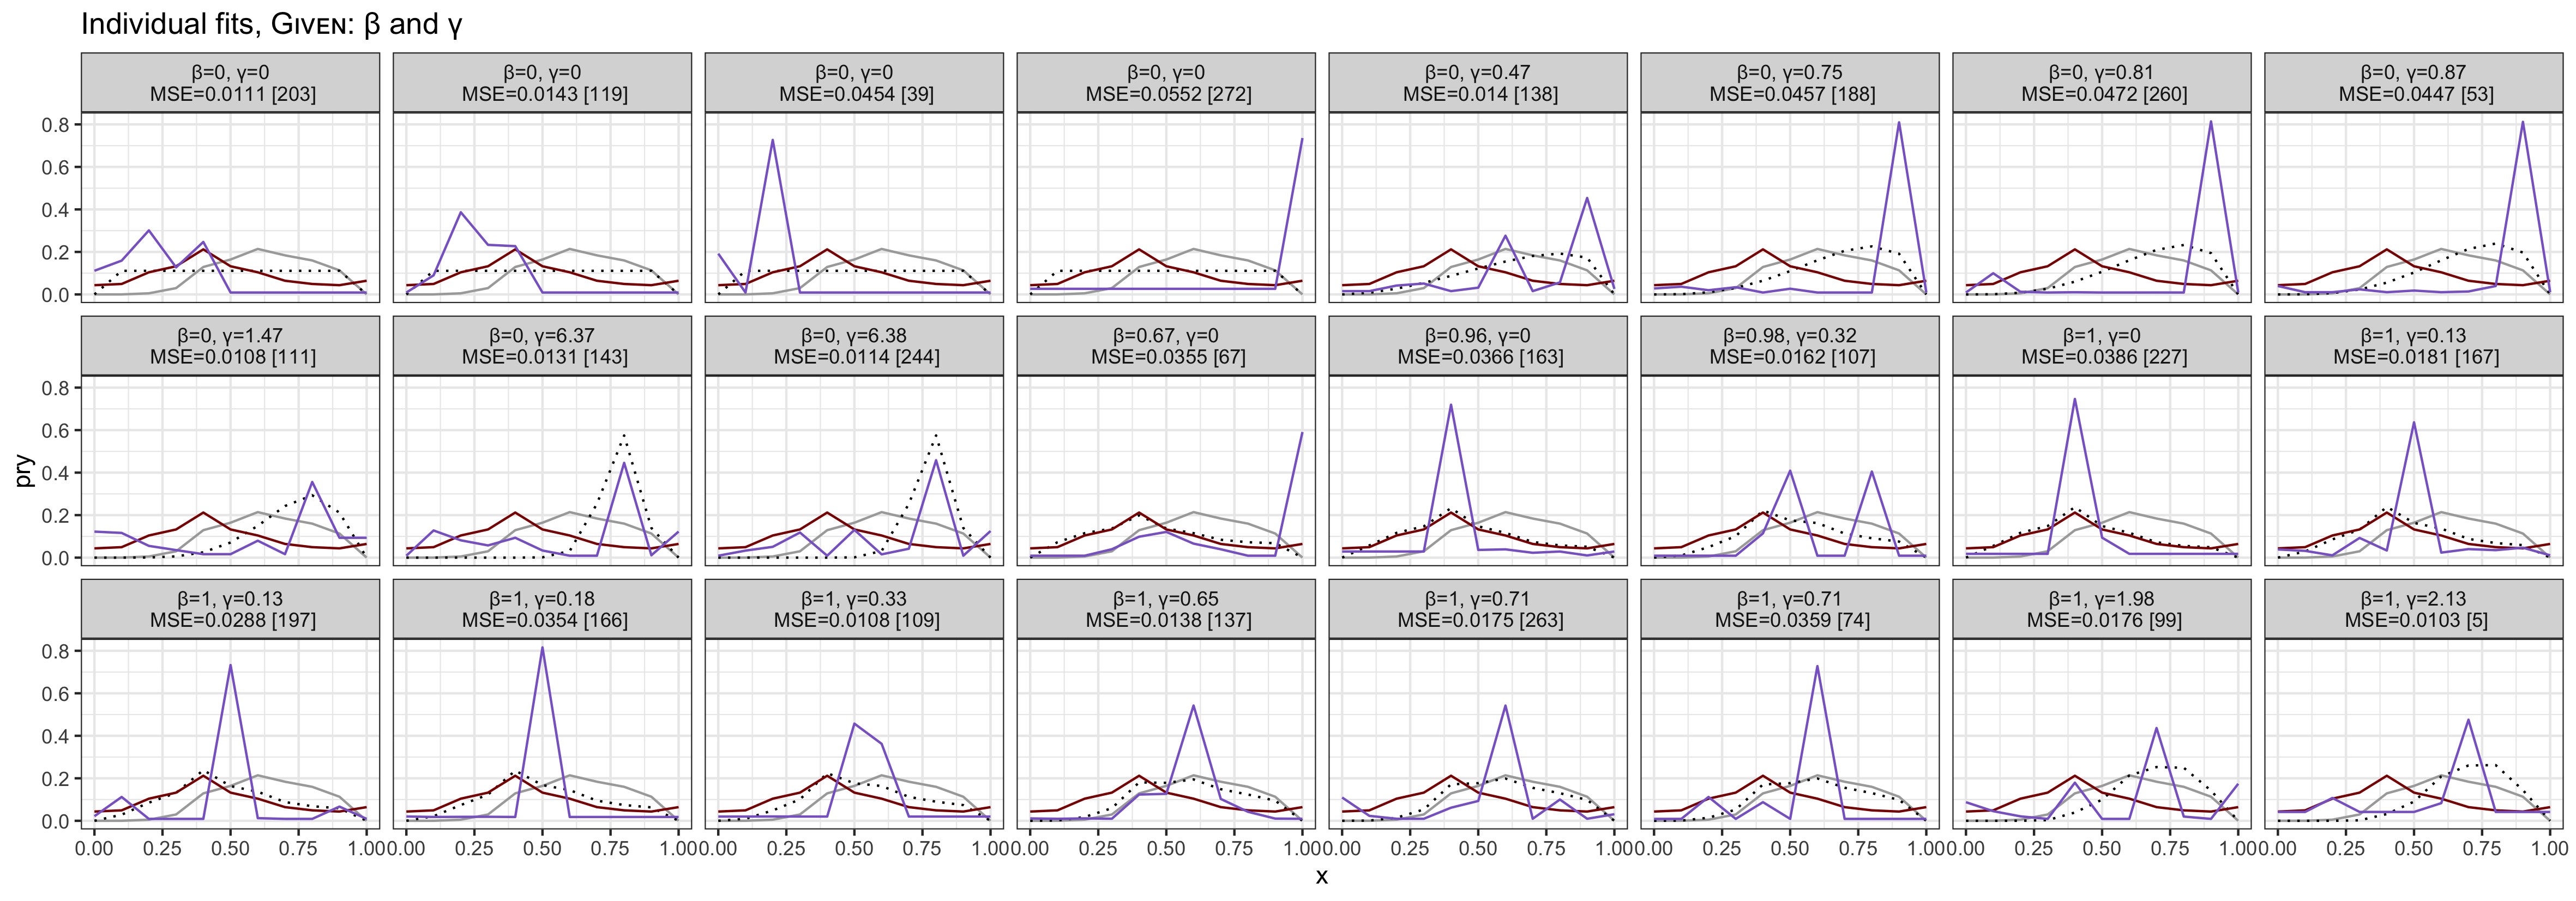 Individual fits, Gɪᴠᴇɴ: β and γ
β=0, γ=0
MSE=0.0111 [203]
β=0, γ=0
MSE=0.0143 [119]
β=0, γ=0
MSE=0.0454 [39]
β=0, γ=0
MSE=0.0552 [272]
β=0, γ=0.47
MSE=0.014 [138]
β=0, γ=0.75
MSE=0.0457 [188]
β=0, γ=0.81
MSE=0.0472 [260]
β=0, γ=0.87
MSE=0.0447 [53]
0.8
0.6
0.4
0.2
0.0
β=0, γ=1.47
MSE=0.0108 [111]
β=0, γ=6.37
MSE=0.0131 [143]
β=0, γ=6.38
MSE=0.0114 [244]
β=0.67, γ=0
MSE=0.0355 [67]
β=0.96, γ=0
MSE=0.0366 [163]
β=0.98, γ=0.32
MSE=0.0162 [107]
β=1, γ=0
MSE=0.0386 [227]
β=1, γ=0.13
MSE=0.0181 [167]
0.8
0.6
0.4
0.2
0.0
pry
β=1, γ=0.13
MSE=0.0288 [197]
β=1, γ=0.18
MSE=0.0354 [166]
β=1, γ=0.33
MSE=0.0108 [109]
β=1, γ=0.65
MSE=0.0138 [137]
β=1, γ=0.71
MSE=0.0175 [263]
β=1, γ=0.71
MSE=0.0359 [74]
β=1, γ=1.98
MSE=0.0176 [99]
β=1, γ=2.13
MSE=0.0103 [5]
0.8
0.6
0.4
0.2
0.0
0.00 0.25 0.50 0.75 1.00 0.00 0.25 0.50 0.75 1.00 0.00 0.25 0.50 0.75 1.00 0.00 0.25 0.50 0.75 1.00 0.00 0.25 0.50 0.75 1.00 0.00 0.25 0.50 0.75 1.00 0.00 0.25 0.50 0.75 1.00 0.00 0.25 0.50 0.75 1.00
x